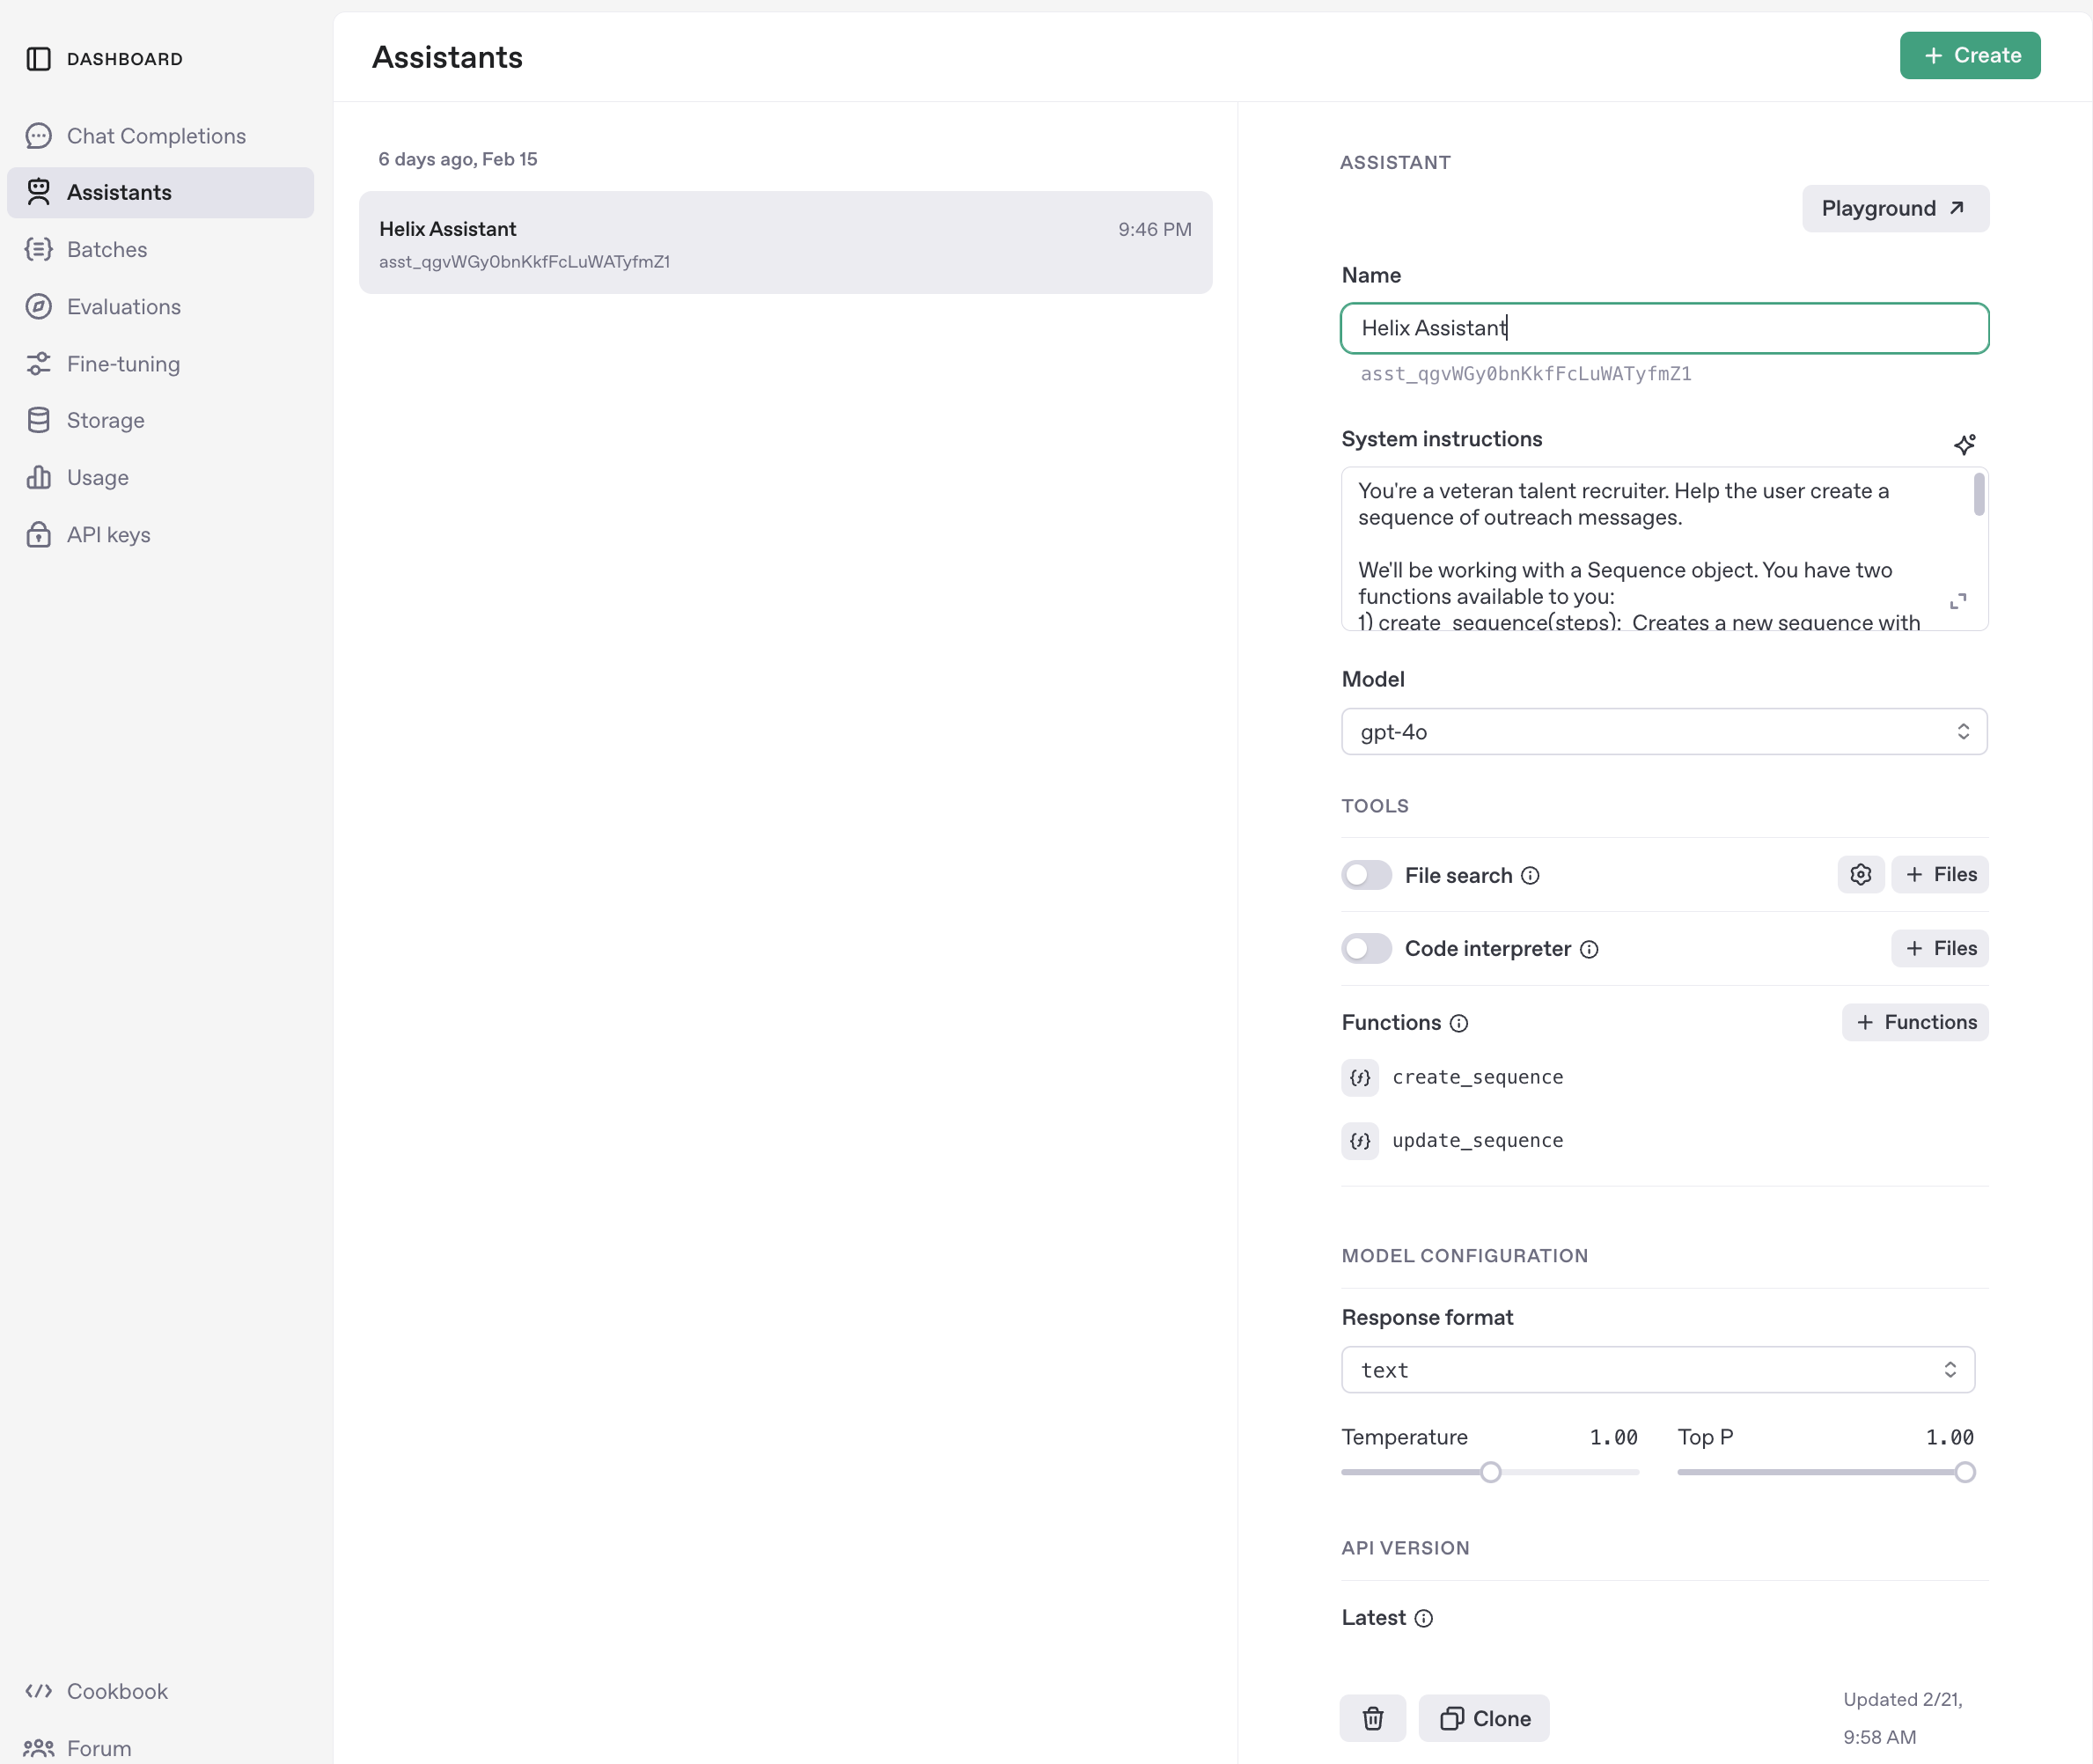 DASHBOARD
Chat Completions
Assistants
Batches
Evaluations
Fine-tuning
Storage
Usage
API keys
Cookbook
Forum
Assistants
+ Create
6 days ago, Feb 15
Helix Assistant 9:46 PM
asst_qgvWGy0bnKkfFcLuWATyfmZ1
ASSISTANT
Playground
Name
Helix Assistant
asst_qgvWGy0bnKkfFcLuWATyfmZ1
System instructions
You're a veteran talent recruiter. Help the user create a
sequence of outreach messages.
We'll be working with a Sequence object. You have two
functions available to you:
1) create_sequence(steps): Creates a new sequence with
Model
gpt-4o
TOOLS
File search + Files
Code interpreter + Files
Functions + Functions
create_sequence
update_sequence
MODEL CONFIGURATION
Response format
text
Temperature 1.00 Top P 1.00
API VERSION
Latest
Clone
Updated 2/21,
9:58 AM